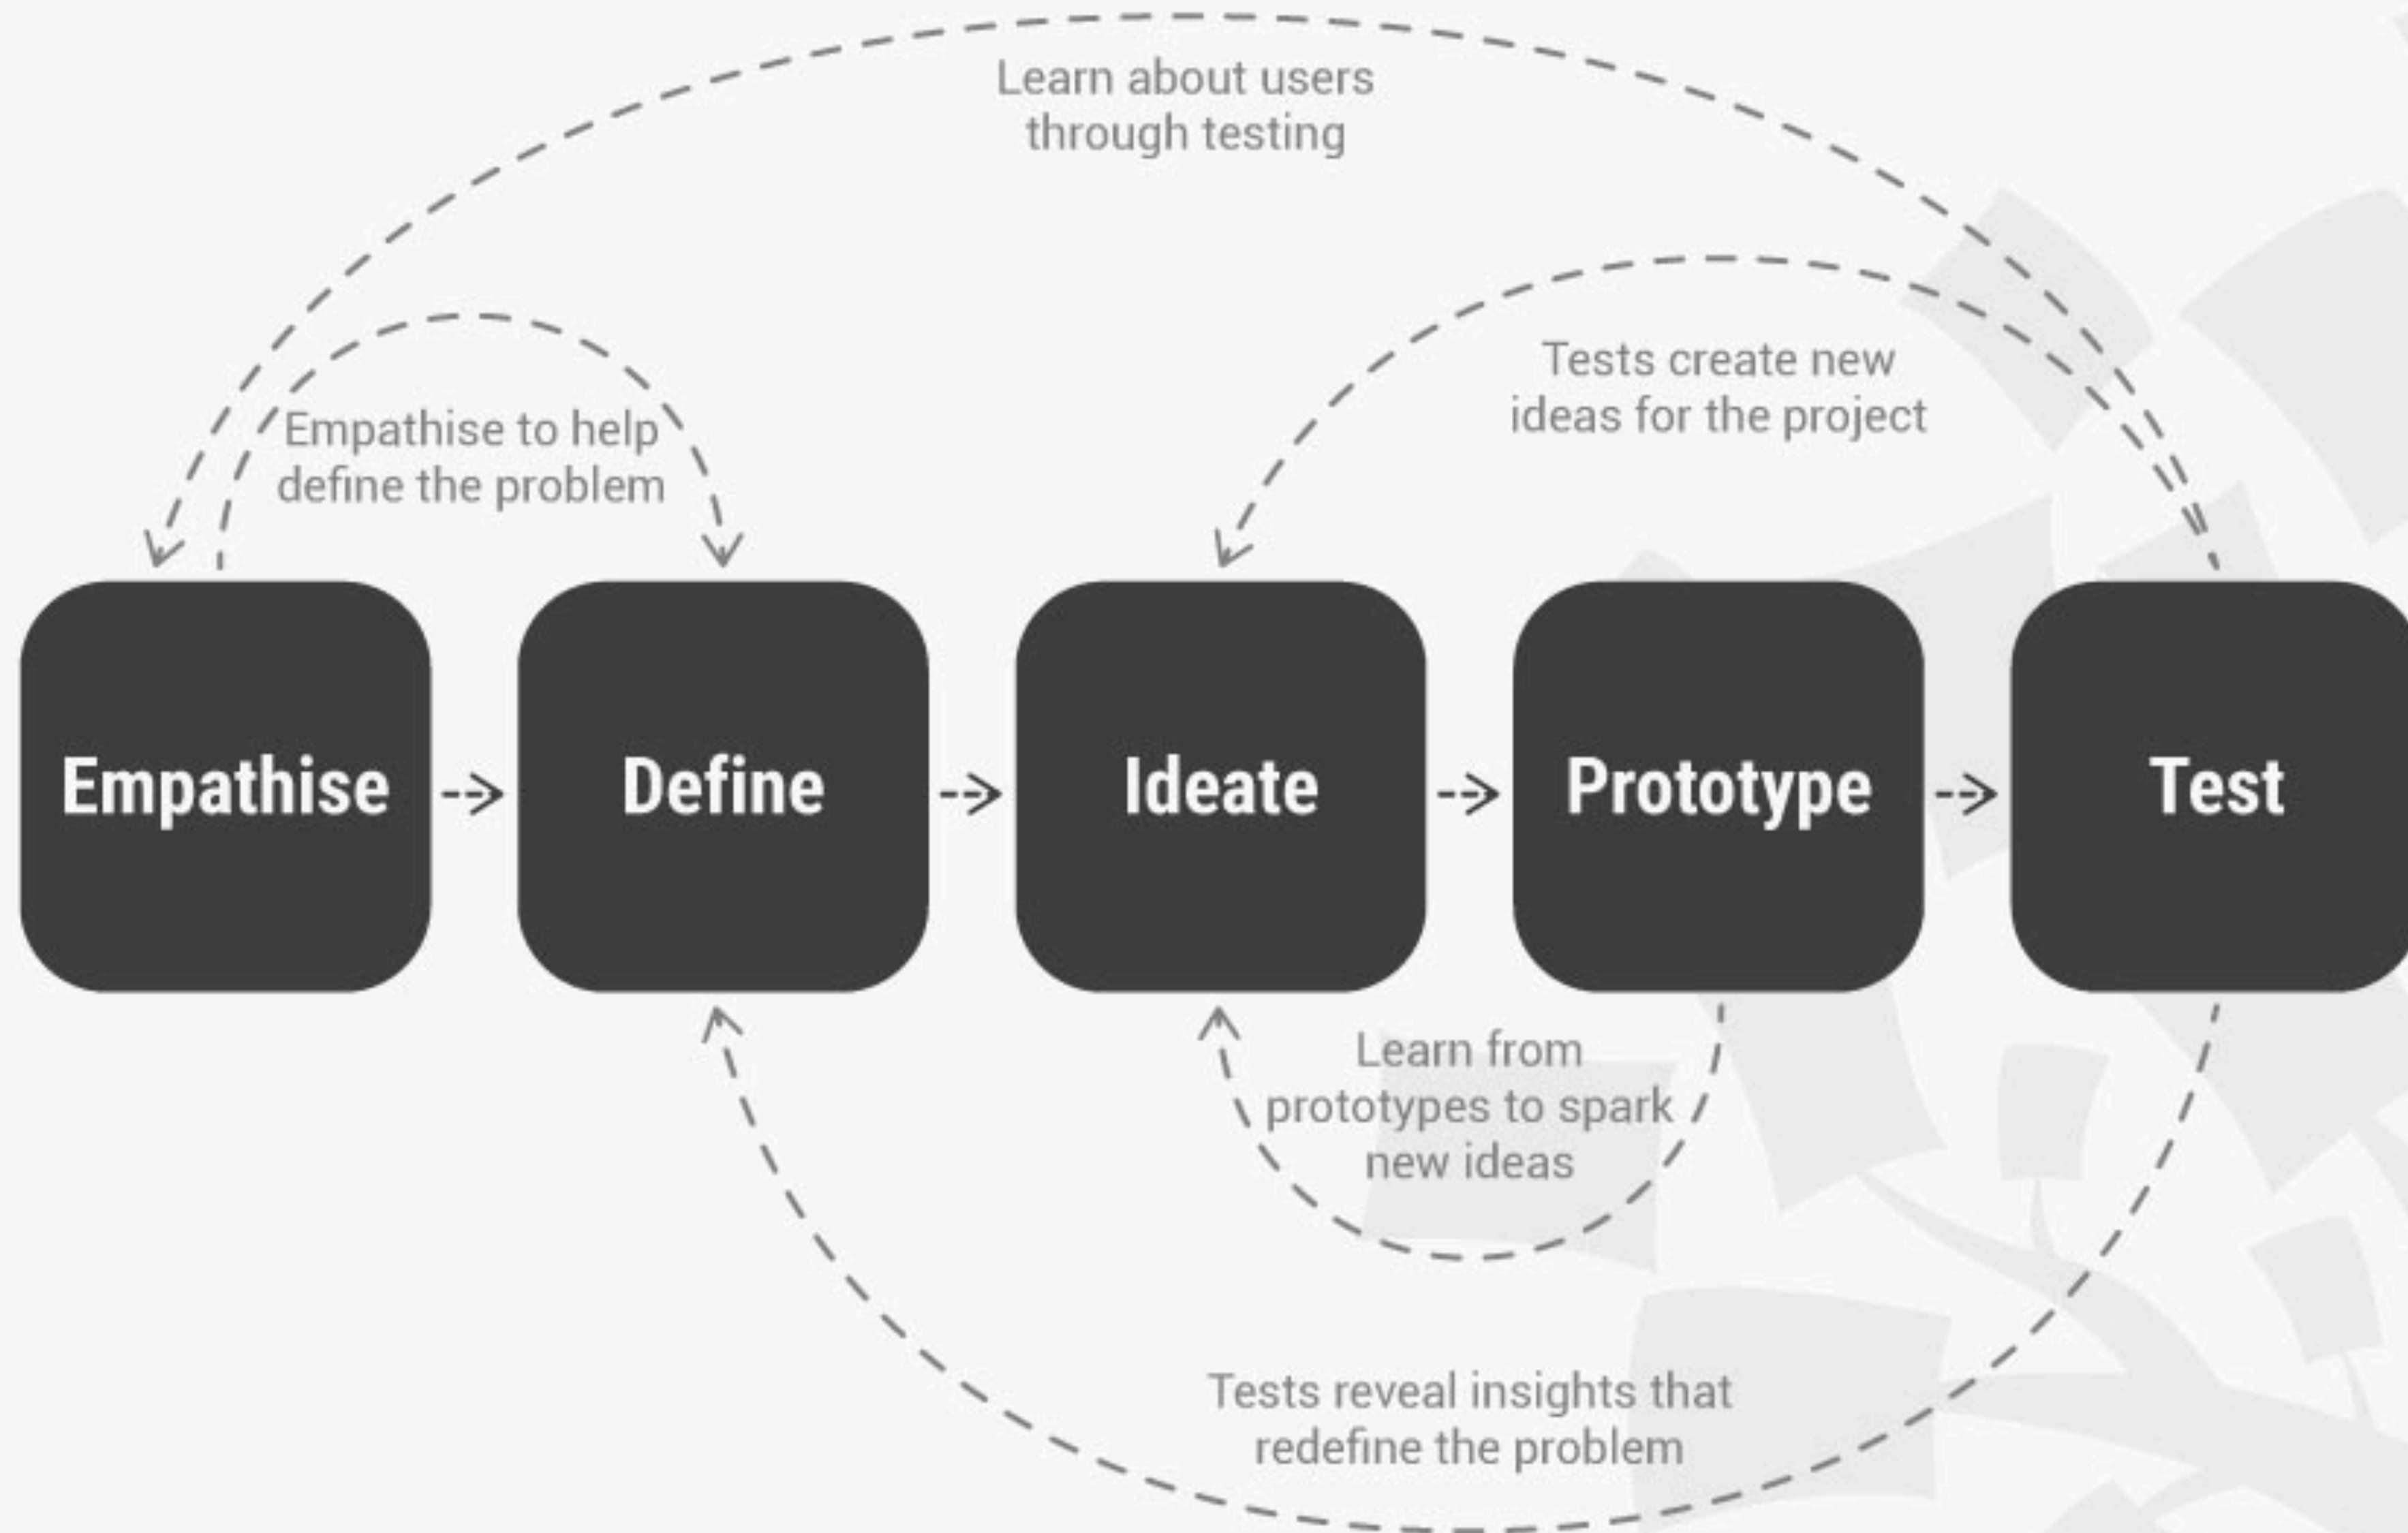 Learn about users
through testing
Tests create new
ideas for the project
Empathise to help
define the problem
Empathise
Define
Ideate
Prototype
Test
Learn from
prototypes to spark
new ideas
Tests reveal insights that
redefine the problem